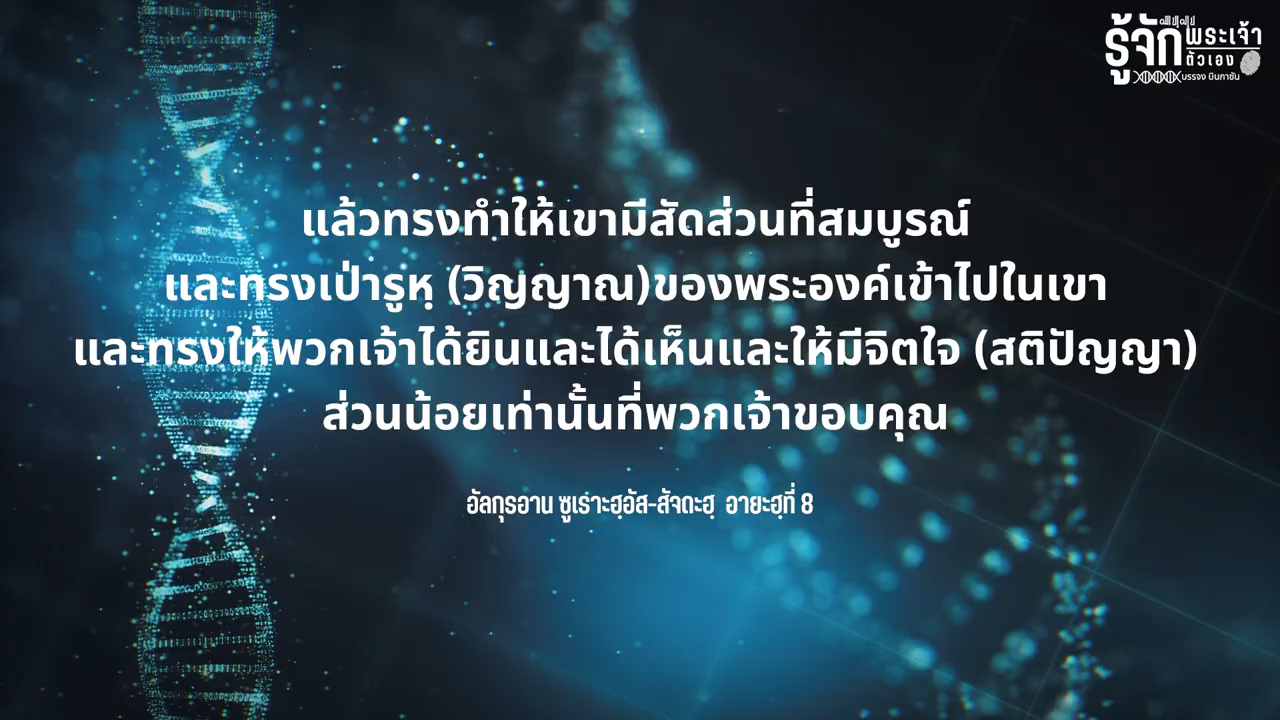 รู้จัก
พระเจ้า
ตัวเอง
บรรจง บินกาซัน
แล้วทรงทำให้เขามีสัดส่วนที่สมบูรณ์
และทรงเป่ารูหฺ (วิญญาณ)ของพระองค์เข้าไปในเขา
และทรงให้พวกเจ้าได้ยินและได้เห็นและให้มีจิตใจ (สติปัญญา)
ส่วนน้อยเท่านั้นที่พวกเจ้าขอบคุณ
อัลกุรอาน ซูเราะฮฺอัส-สัจดะฮฺ อายะฮฺที่ 8